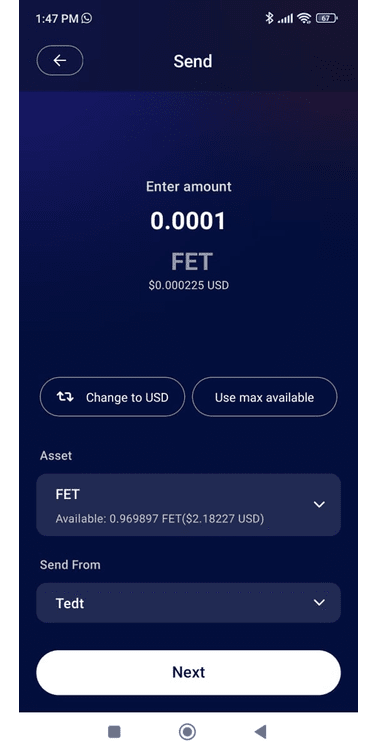 1:47 PM
67
Send
Enter amount
0.0001
FET
$0.000225 USD
Change to USD
Use max available
Asset
FET
Available: 0.969897 FET($2.18227 USD)
Send From
Tedt
Next